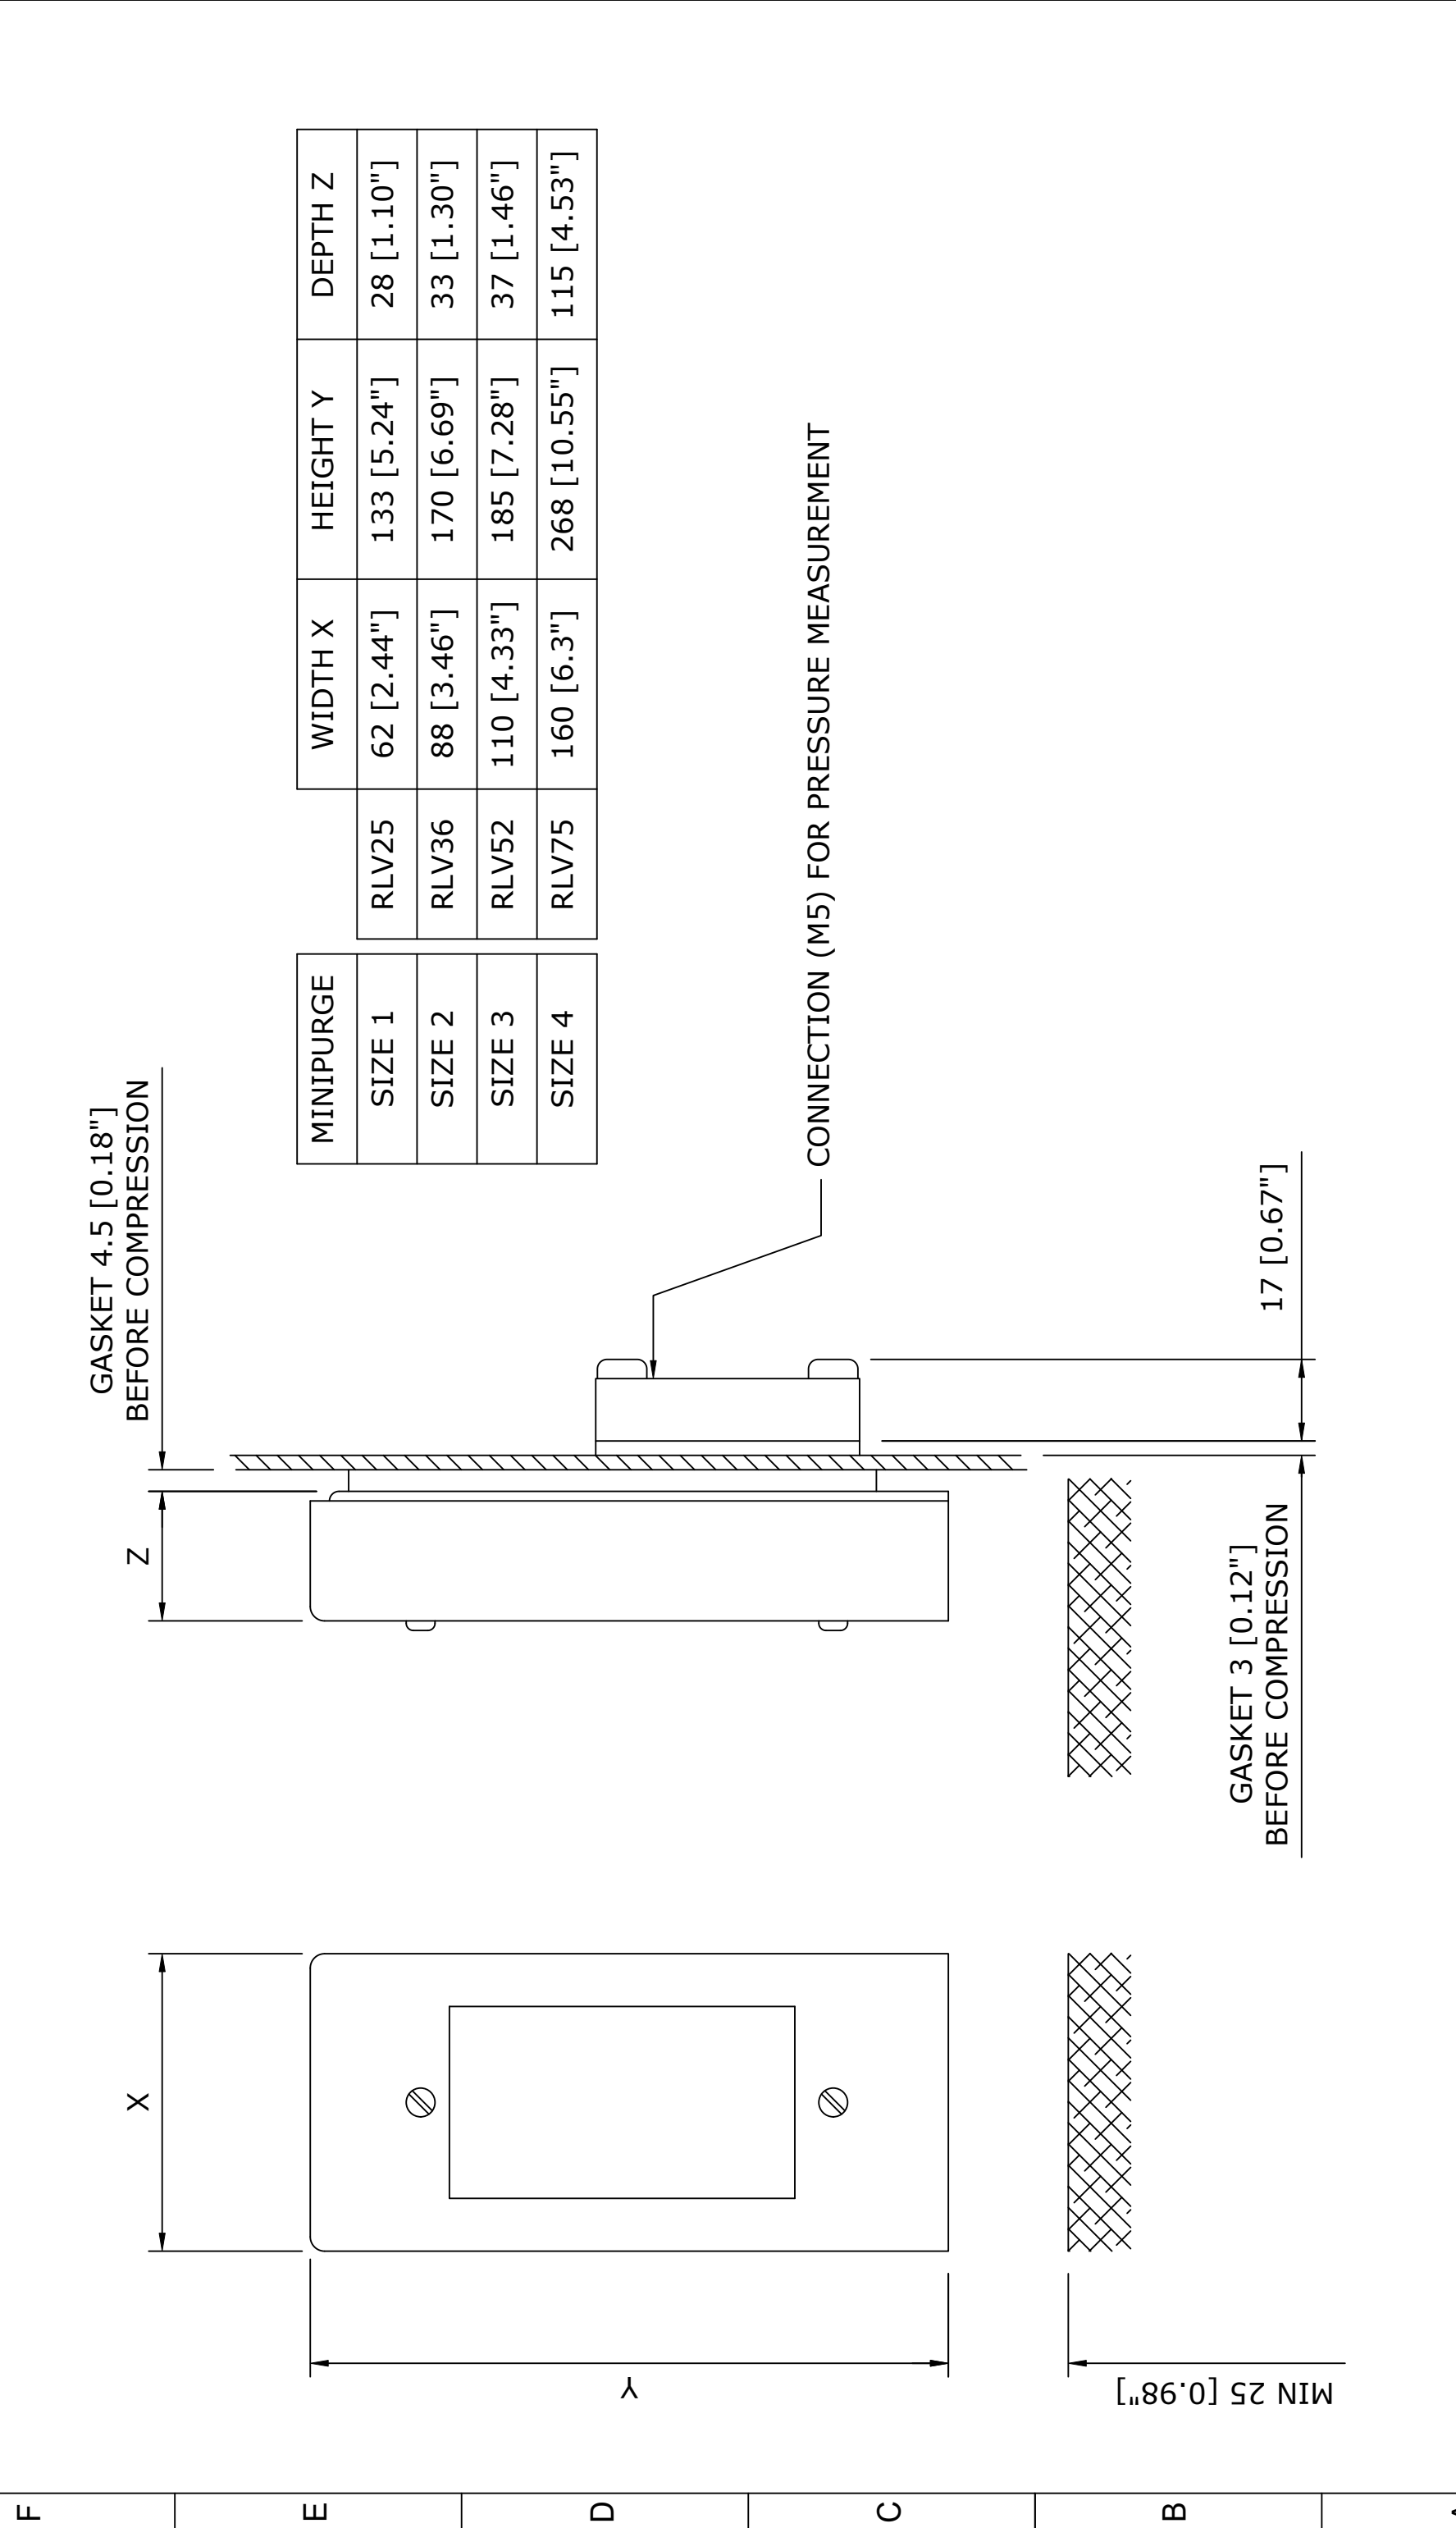 GASKET 4.5 [0.18"]
BEFORE COMPRESSION
X
Z
MINIPURGE
WIDTH X HEIGHT Y DEPTH Z
SIZE 1 RLV25 62 [2.44"] 133 [5.24"] 28 [1.10"]
SIZE 2 RLV36 88 [3.46"] 170 [6.69"] 33 [1.30"]
SIZE 3 RLV52 110 [4.33"] 185 [7.28"] 37 [1.46"]
SIZE 4 RLV75 160 [6.3"] 268 [10.55"] 115 [4.53"]
Y
CONNECTION (M5) FOR PRESSURE MEASUREMENT
MIN 25 [0.98"]
GASKET 3 [0.12"]
BEFORE COMPRESSION
17 [0.67"]
F
E
D
C
B